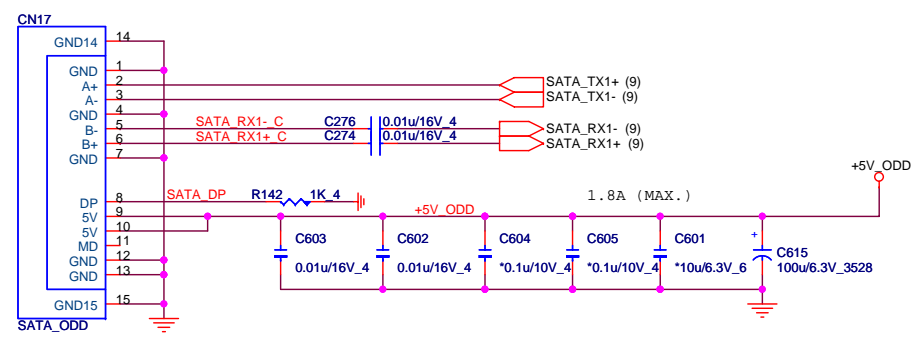 CN17
GND14 14
GND 1
A+ 2
A- 3
GND 4
B- 5
B+ 6
GND 7
DP 8
5V 9
5V 10
MD 11
GND 12
GND 13
GND15 15
SATA_ODD
SATA_TX1+ (9)
SATA_TX1- (9)
SATA_RX1-_C C276 0.01u/16V_4 SATA_RX1- (9)
SATA_RX1+_C C274 0.01u/16V_4 SATA_RX1+ (9)
+5V_ODD
SATA_DP R142 1K_4
1.8A (MAX.)
+5V_ODD
C603
0.01u/16V_4
C602
0.01u/16V_4
C604
*0.1u/10V_4
C605
*0.1u/10V_4
C601
*10u/6.3V_6
+
C615
100u/6.3V_3528